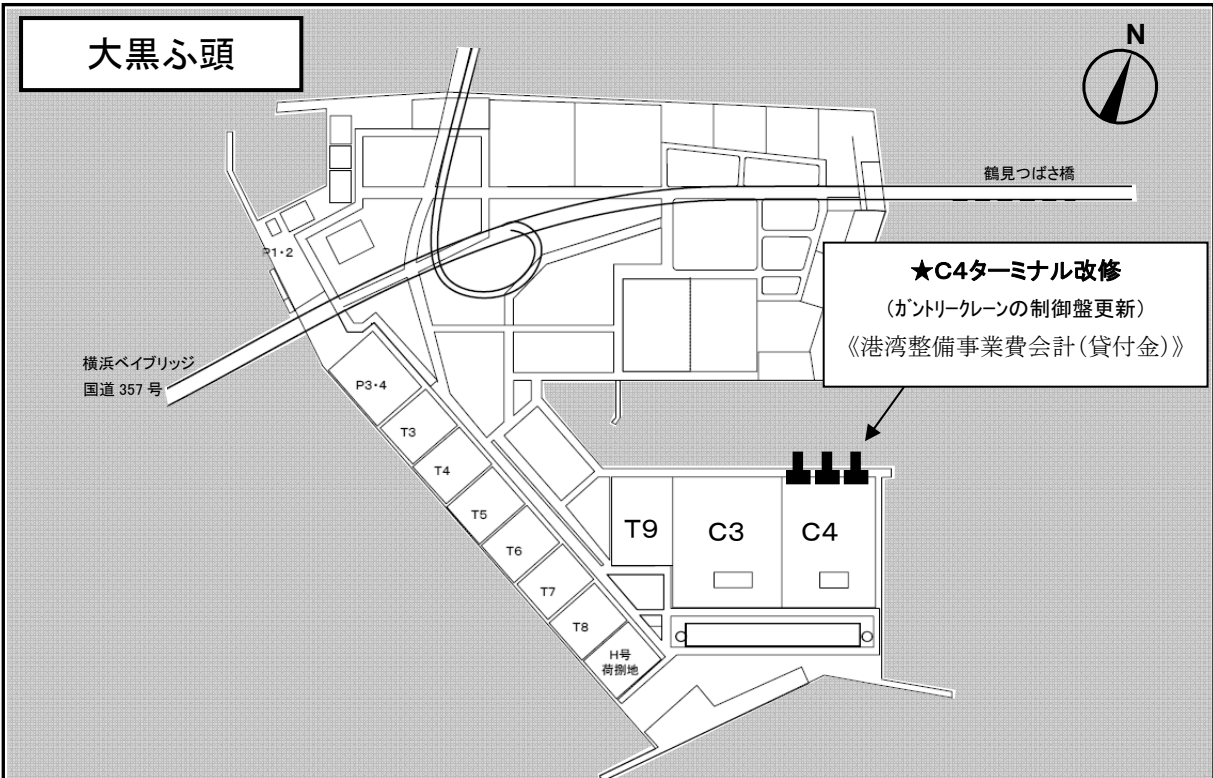 大黒ふ頭
N
鶴見つばさ橋
★C4ターミナル改修
(ガントリークレーンの制御盤更新)
《港湾整備事業費会計(貸付金)》
P1・2
横浜ベイブリッジ
国道 357 号
P3・4
T3
T4
T5
T6
T7
T8
H号
荷捌地
T9
C3
C4